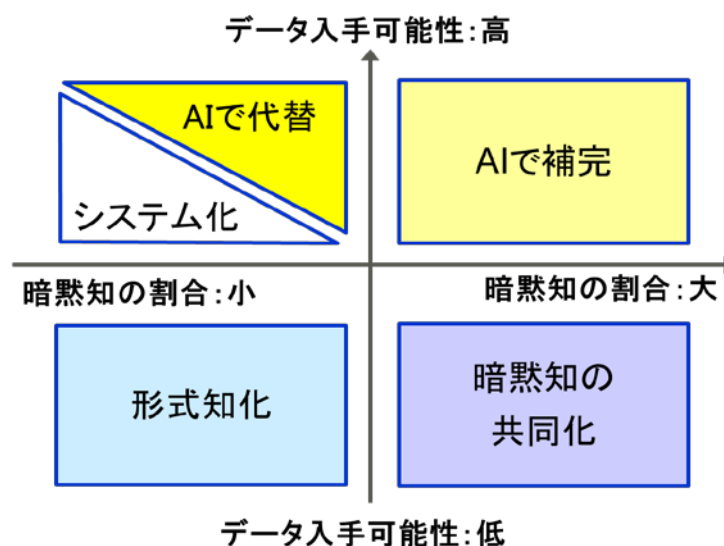 データ入手可能性：高
AIで代替
AIで補完
システム化
暗黙知の割合：小
暗黙知の割合：大
形式知化
暗黙知の
共同化
データ入手可能性：低